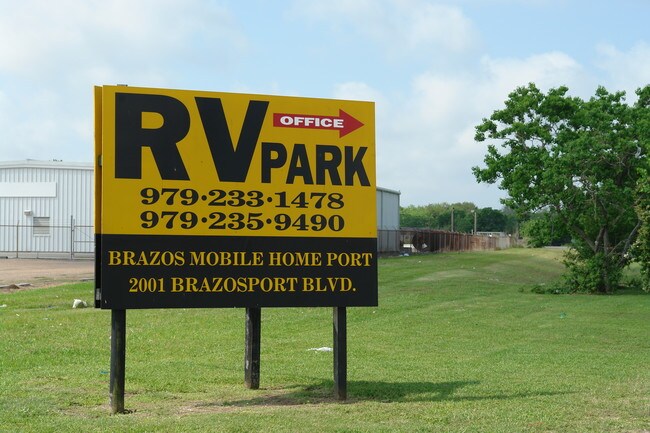 RV
OFFICE
PARK
979·233·1478
979·235·9490
BRAZOS MOBILE HOME PORT
2001 BRAZOSPORT BLVD.